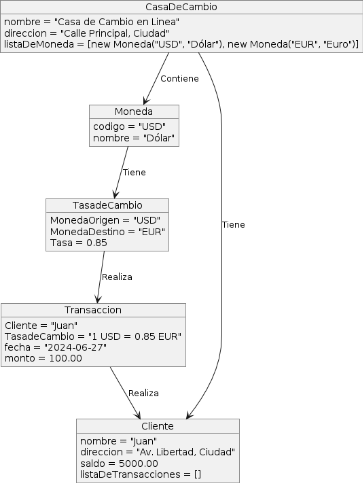 CasaDeCambio
nombre = "Casa de Cambio en Linea"
direccion = "Calle Principal, Ciudad"
listaDeMoneda = [new Moneda("USD", "Dólar"), new Moneda("EUR", "Euro")]
Contiene
Moneda
codigo = "USD"
nombre = "Dólar"
Tiene
TasadeCambio
MonedaOrigen = "USD"
MonedaDestino = "EUR"
Tasa = 0.85
Tiene
Realiza
Transaccion
Cliente = "Juan"
TasadeCambio = "1 USD = 0.85 EUR"
fecha = "2024-06-27"
monto = 100.00
Realiza
Cliente
nombre = "Juan"
direccion = "Av. Libertad, Ciudad"
saldo = 5000.00
listaDeTransacciones = []